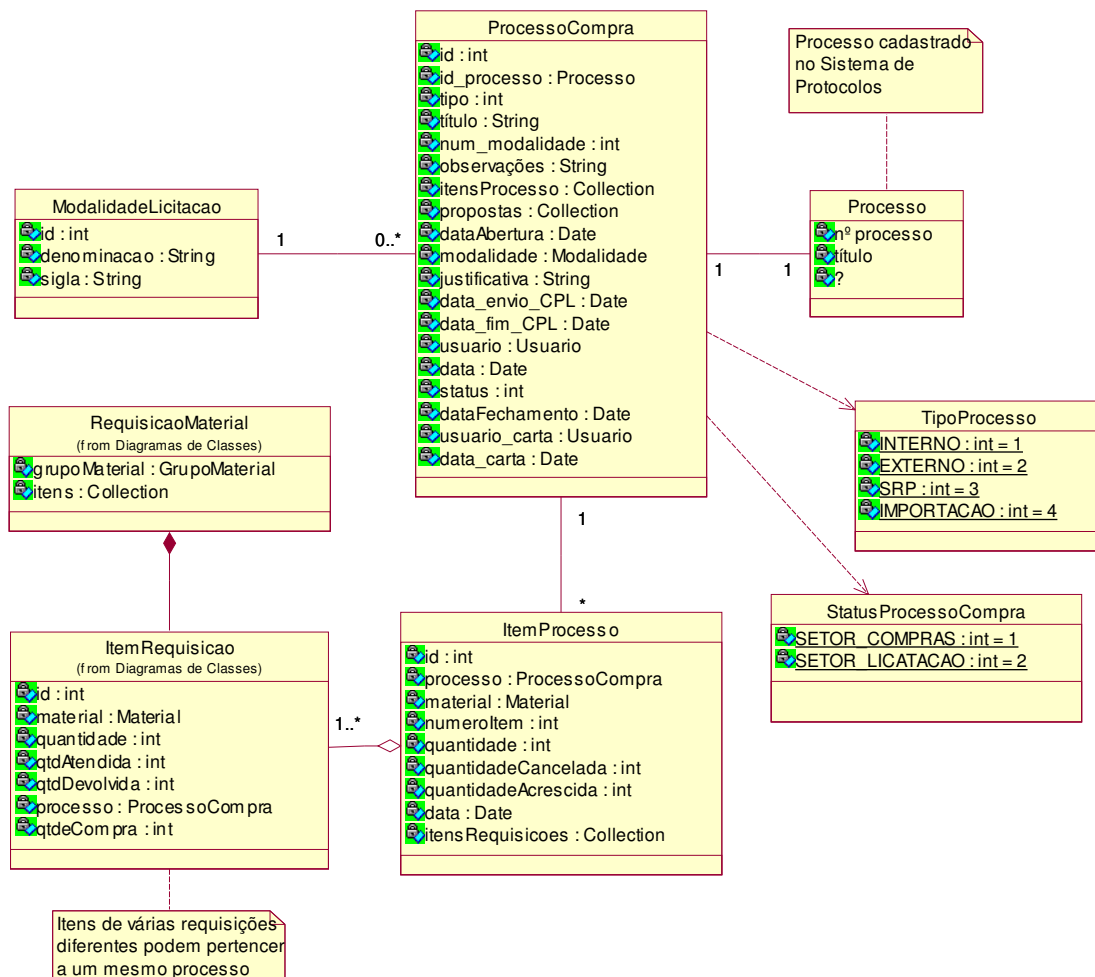 ProcessoCompra
id : int
id_processo : Processo
tipo : int
título : String
num_modalidade : int
observações : String
itensProcesso : Collection
propostas : Collection
dataAbertura : Date
modalidade : Modalidade
justificativa : String
data_envio_CPL : Date
data_fim_CPL : Date
usuario : Usuario
data : Date
status : int
dataFechamento : Date
usuario_carta : Usuario
data_carta : Date
Processo cadastrado
no Sistema de
Protocolos
ModalidadeLicitacao
id : int
denominacao : String
sigla : String
1
0..*
Processo
nº processo
título
?
1
1
RequisicaoMaterial
(from Diagramas de Classes)
grupoMaterial : GrupoMaterial
itens : Collection
TipoProcesso
INTERNO : int = 1
EXTERNO : int = 2
SRP : int = 3
IMPORTACAO : int = 4
1
*
StatusProcessoCompra
SETOR_COMPRAS : int = 1
SETOR_LICATACAO : int = 2
ItemRequisicao
(from Diagramas de Classes)
id : int
material : Material
quantidade : int
qtdAtendida : int
qtdDevolvida : int
processo : ProcessoCompra
qtdeCompra : int
1..*
ItemProcesso
id : int
processo : ProcessoCompra
material : Material
numeroItem : int
quantidade : int
quantidadeCancelada : int
quantidadeAcrescida : int
data : Date
itensRequisicoes : Collection
Itens de várias requisições
diferentes podem pertencer
a um mesmo processo